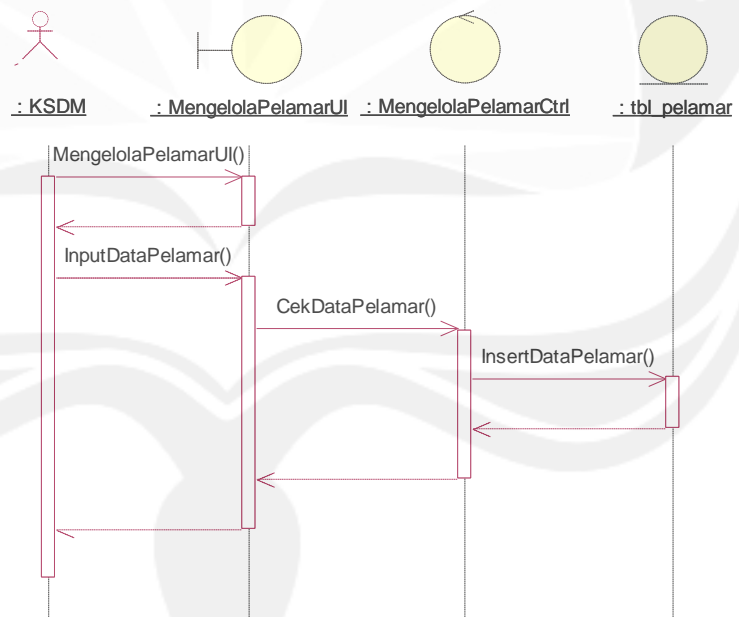 : KSDM
: MengelolaPelamarUI
: MengelolaPelamarCtrl
: tbl_pelamar
MengelolaPelamarUI()
InputDataPelamar()
CekDataPelamar()
InsertDataPelamar()